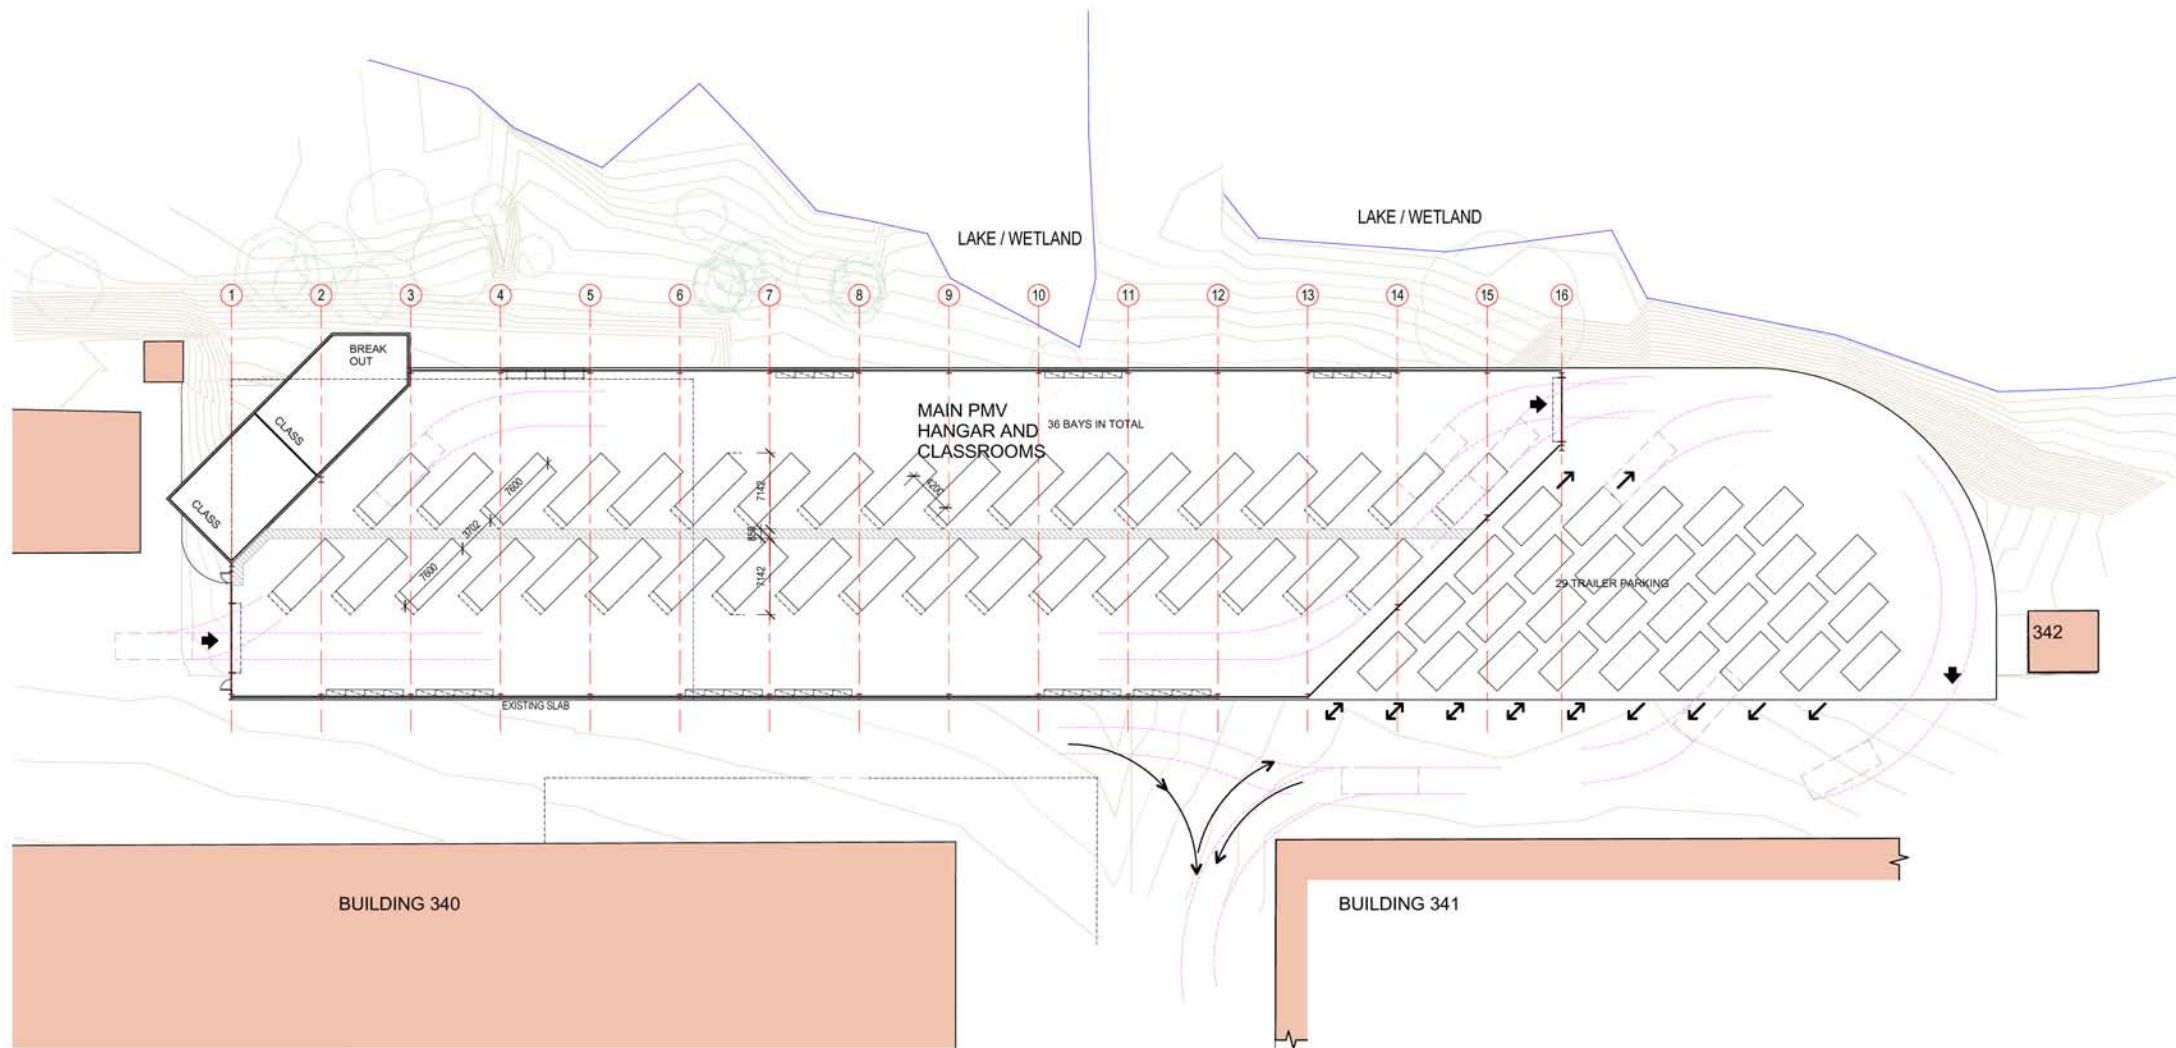 LAKE / WETLAND
LAKE / WETLAND
1
2
3
4
5
6
7
8
9
10
11
12
13
14
15
16
BREAK
OUT
CLASS
CLASS
MAIN PMV
HANGAR AND
CLASSROOMS
36 BAYS IN TOTAL
7600
3702
7600
7142
858
7142
4200
29 TRAILER PARKING
342
EXISTING SLAB
BUILDING 340
BUILDING 341